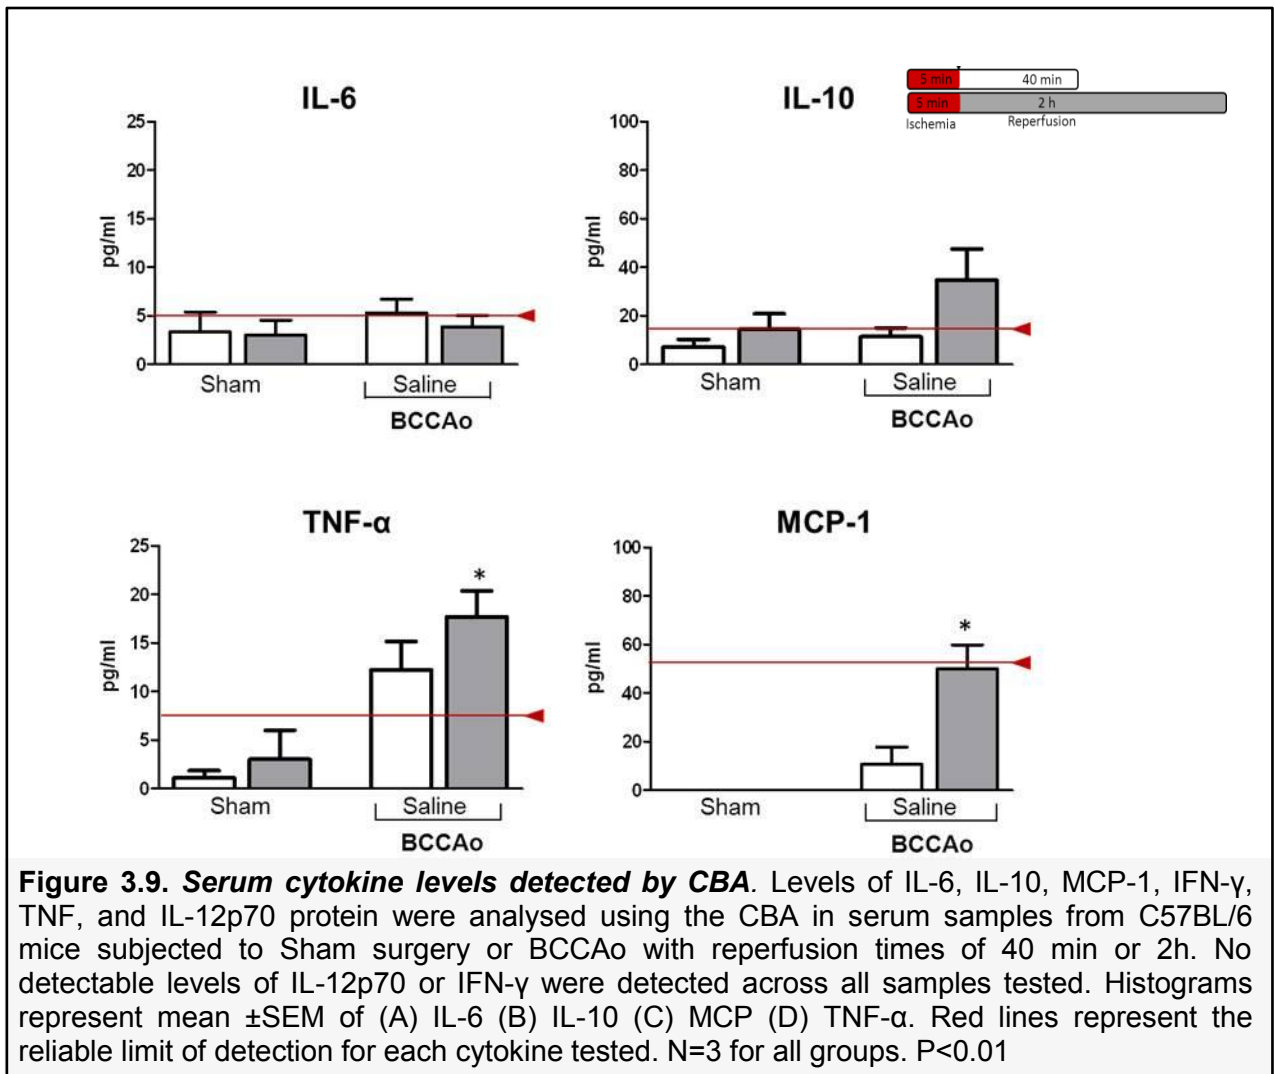 IL-6
25
20
15
10
5
0
pg/ml
Sham
Saline
BCCAo
IL-10
100
80
60
40
20
0
pg/ml
Sham
Saline
BCCAo
5 min 40 min
5 min 2 h
Ischemia Reperfusion
TNF-α
25
20
15
10
5
0
pg/ml
*
Sham
Saline
BCCAo
MCP-1
100
80
60
40
20
0
pg/ml
*
Sham
Saline
BCCAo
Figure 3.9. Serum cytokine levels detected by CBA. Levels of IL-6, IL-10, MCP-1, IFN-γ,
TNF, and IL-12p70 protein were analysed using the CBA in serum samples from C57BL/6
mice subjected to Sham surgery or BCCAo with reperfusion times of 40 min or 2h. No
detectable levels of IL-12p70 or IFN-γ were detected across all samples tested. Histograms
represent mean ±SEM of (A) IL-6 (B) IL-10 (C) MCP (D) TNF-α. Red lines represent the
reliable limit of detection for each cytokine tested. N=3 for all groups. P<0.01